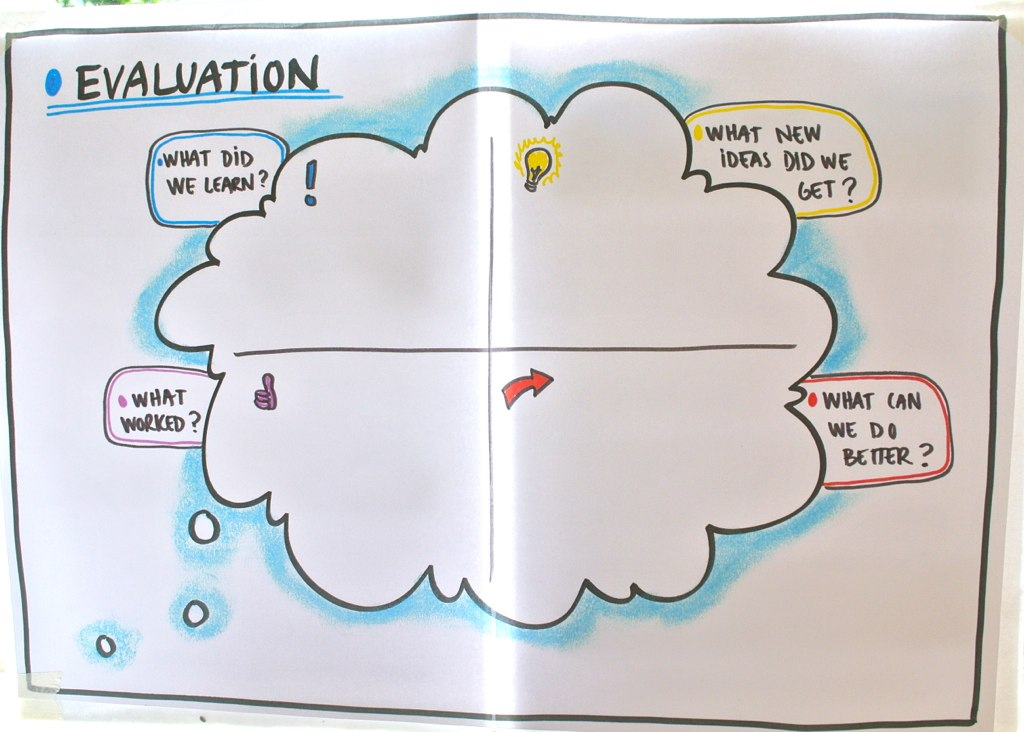 EVALUATION
WHAT DID
WE LEARN?
!
WHAT NEW
IDEAS DID WE
GET?
WHAT
WORKED?
WHAT CAN
WE DO
BETTER?